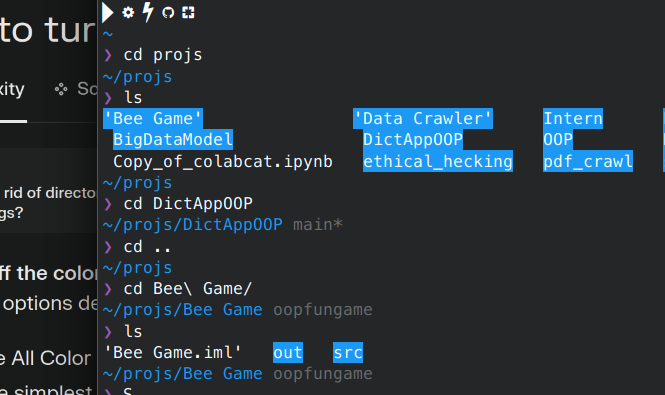 to tur
xity
So
rid of director
gs?
ff the color
options de
e All Color
e simplest
~
❯ cd projs
~/projs
❯ ls
'Bee Game' 'Data Crawler' Intern
BigDataModel DictAppOOP OOP
Copy_of_colabcat.ipynb ethical_hecking pdf_crawl
~/projs
❯ cd DictAppOOP
~/projs/DictAppOOP main*
❯ cd ..
~/projs
❯ cd Bee\ Game/
~/projs/Bee Game oopfungame
❯ ls
'Bee Game.iml' out src
~/projs/Bee Game oopfungame
❯ S